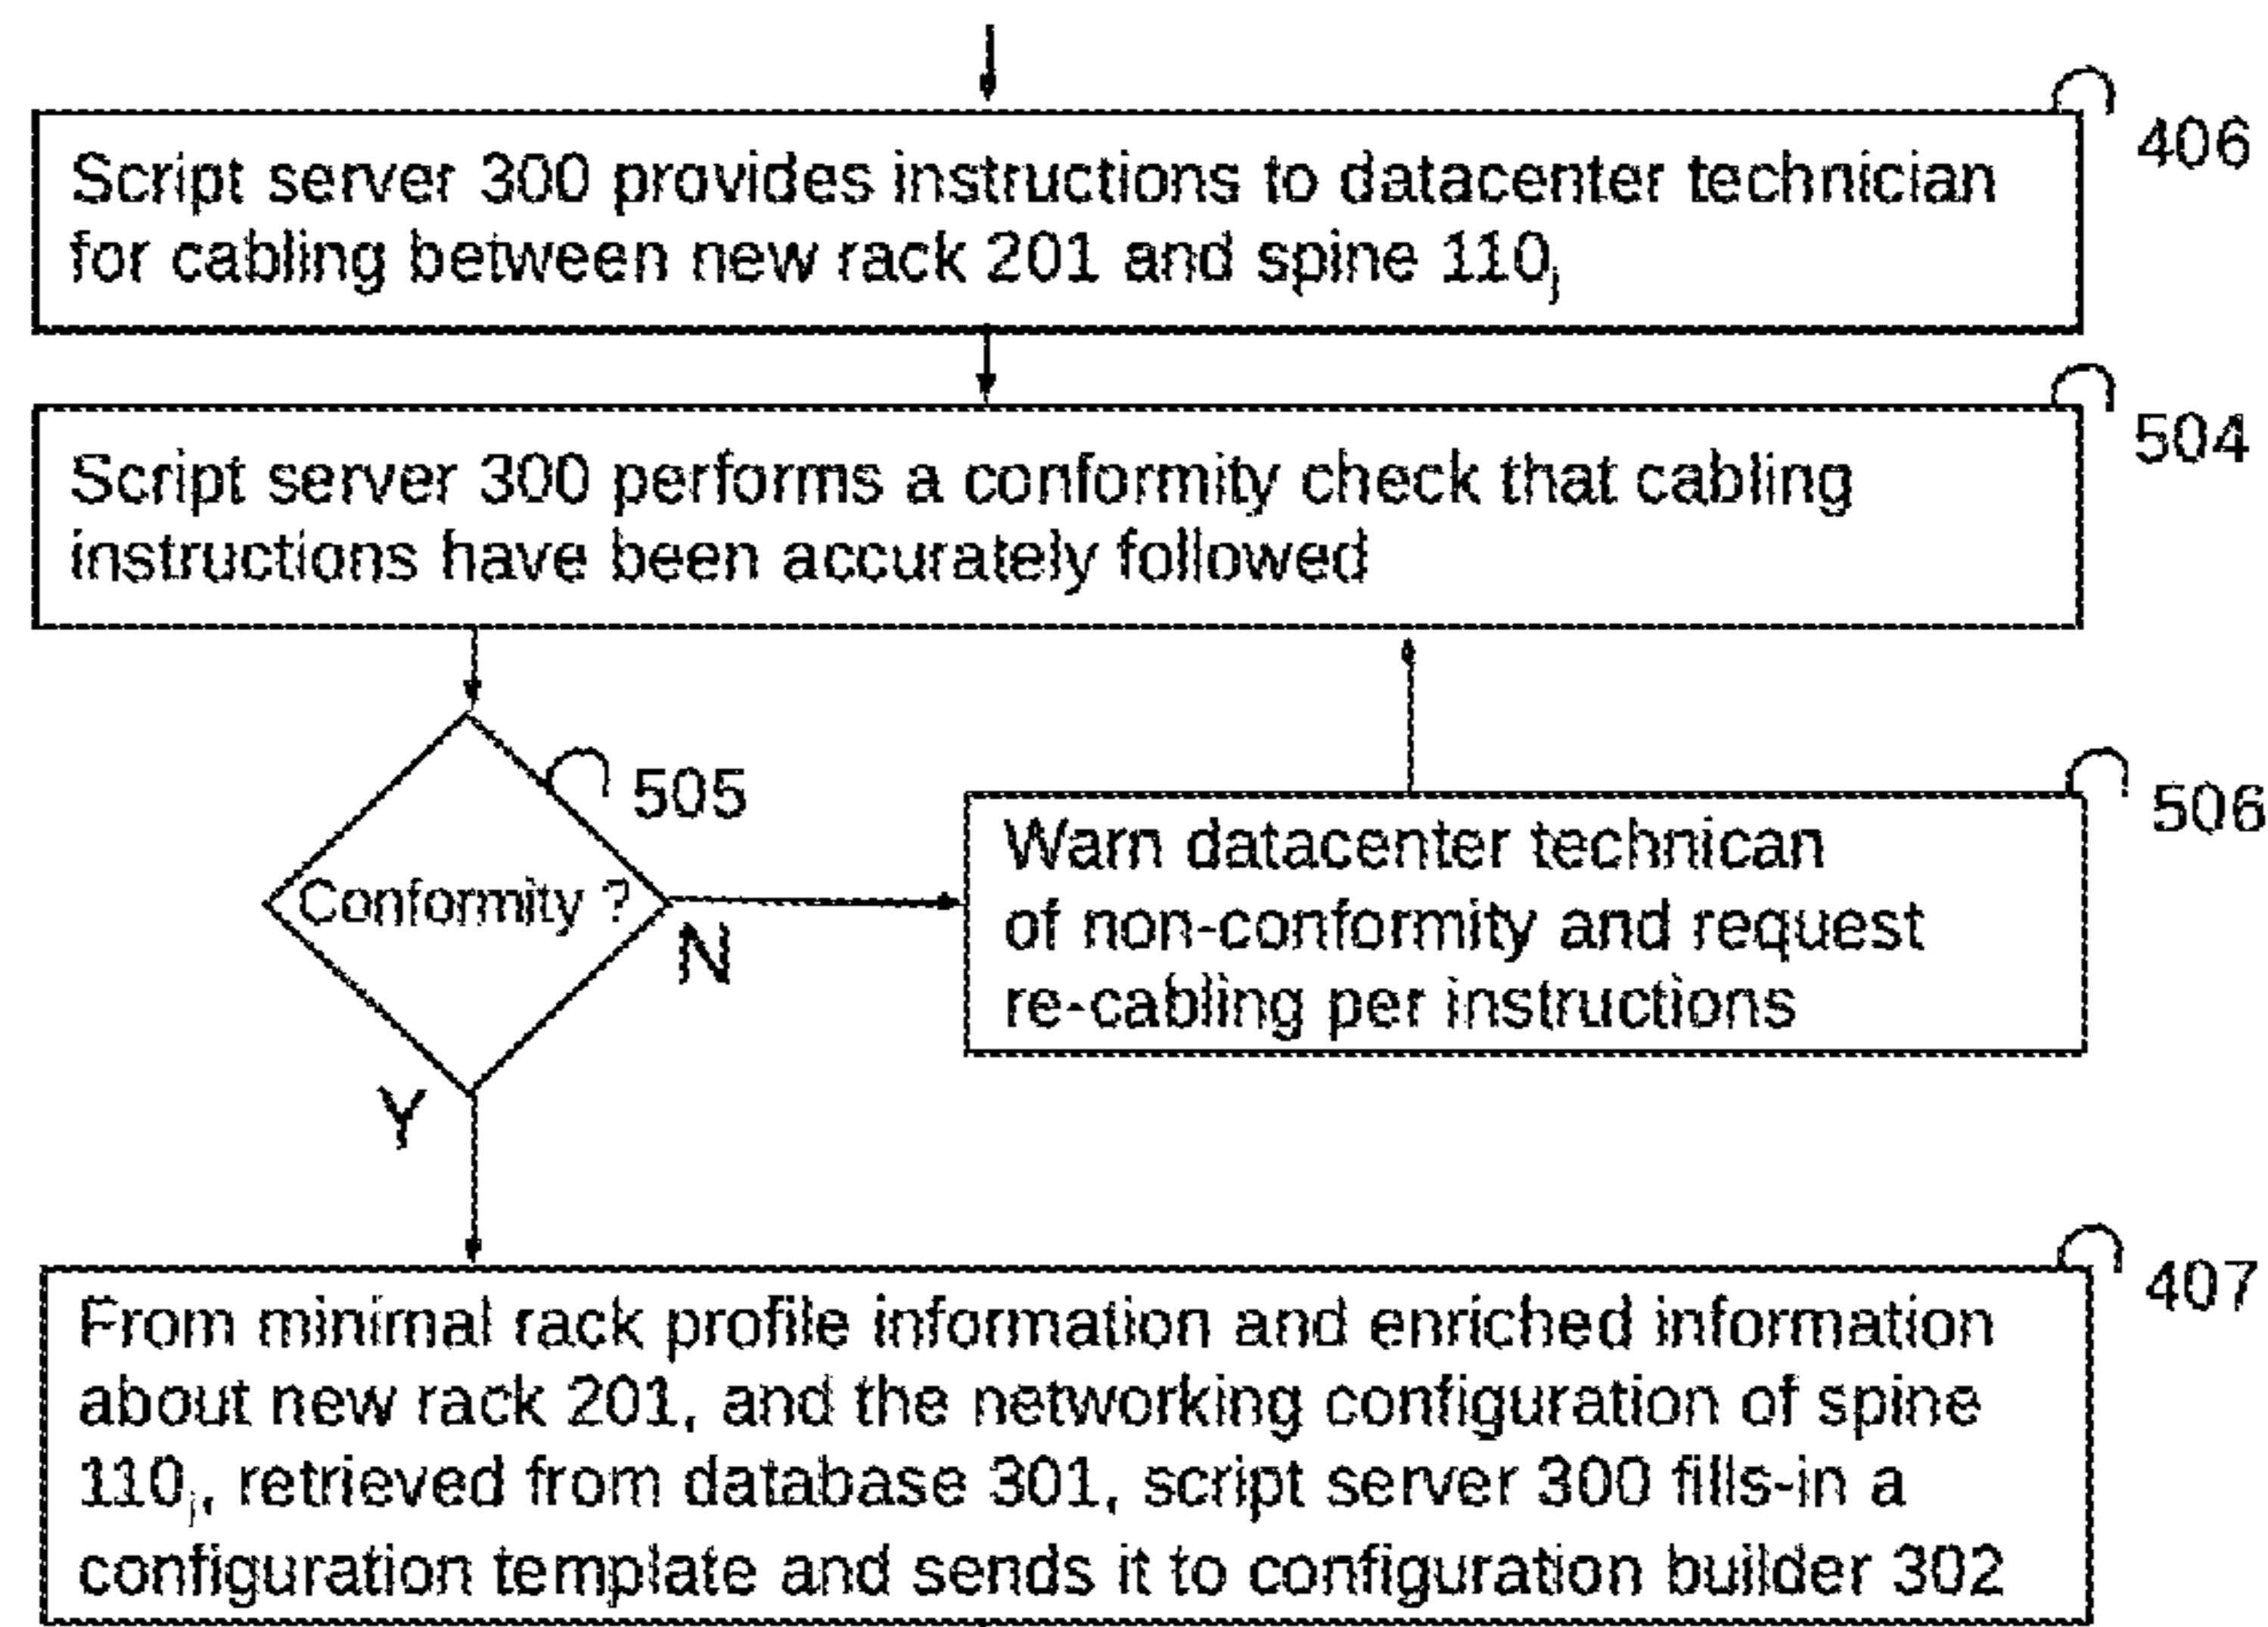 406
Script server 300 provides instructions to datacenter technician
for cabling between new rack 201 and spine 110j
504
Script server 300 performs a conformity check that cabling
instructions have been accurately followed
505
Conformity ?
N
506
Warn datacenter technican
of non-conformity and request
re-cabling per instructions
Y
407
From minimal rack profile information and enriched information
about new rack 201, and the networking configuration of spine
110j, retrieved from database 301, script server 300 fills-in a
configuration template and sends it to configuration builder 302